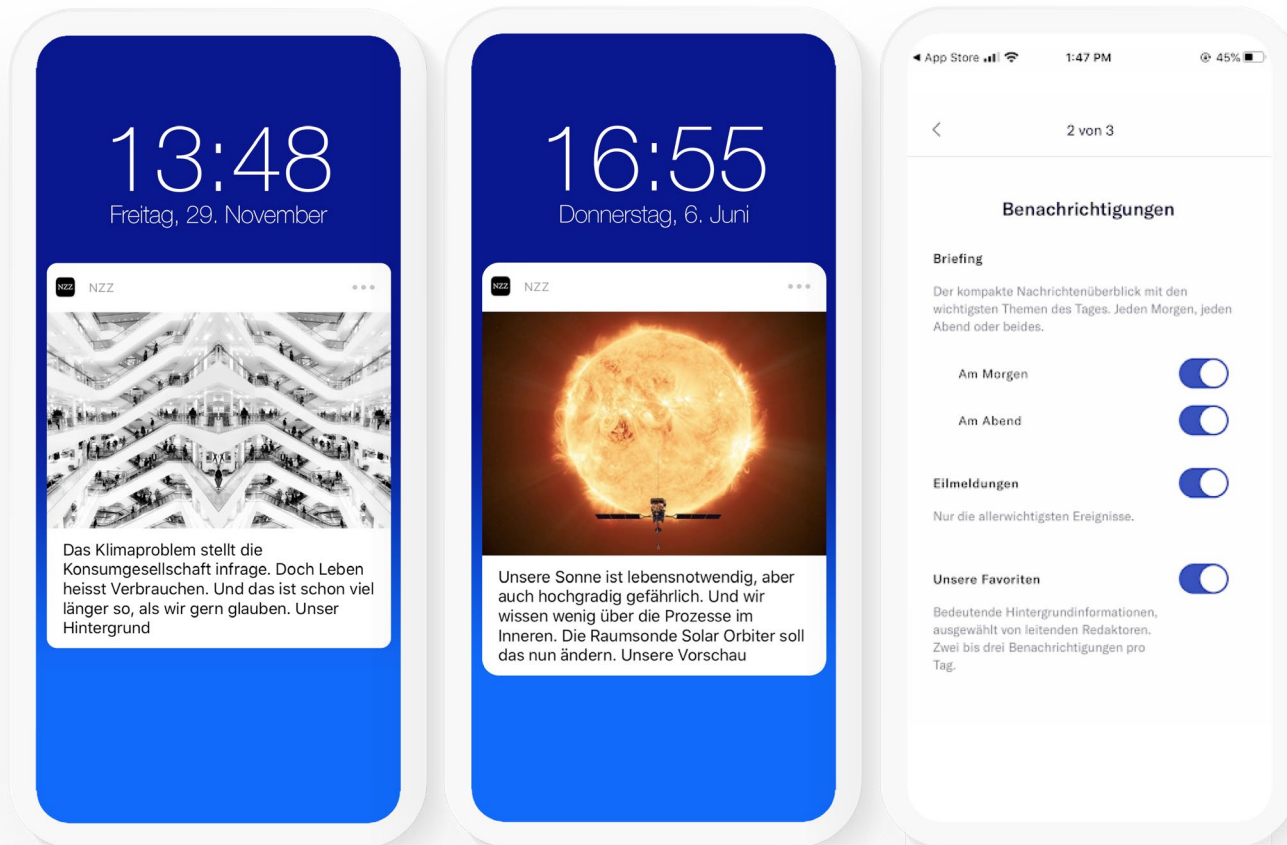 13:48
Freitag, 29. November
NZZ
NZZ
Das Klimaproblem stellt die
Konsumgesellschaft infrage. Doch Leben
heisst Verbrauchen. Und das ist schon viel
länger so, als wir gern glauben. Unser
Hintergrund
16:55
Donnerstag, 6. Juni
NZZ
NZZ
Unsere Sonne ist lebensnotwendig, aber
auch hochgradig gefährlich. Und wir
wissen wenig über die Prozesse im
Inneren. Die Raumsonde Solar Orbiter soll
das nun ändern. Unsere Vorschau
App Store 1:47 PM 45%
2 von 3
Benachrichtigungen
Briefing
Der kompakte Nachrichtenüberblick mit den
wichtigsten Themen des Tages. Jeden Morgen, jeden
Abend oder beides.
Am Morgen
Am Abend
Eilmeldungen
Nur die allerwichtigsten Ereignisse.
Unsere Favoriten
Bedeutende Hintergrundinformationen,
ausgewählt von leitenden Redaktoren.
Zwei bis drei Benachrichtigungen pro
Tag.